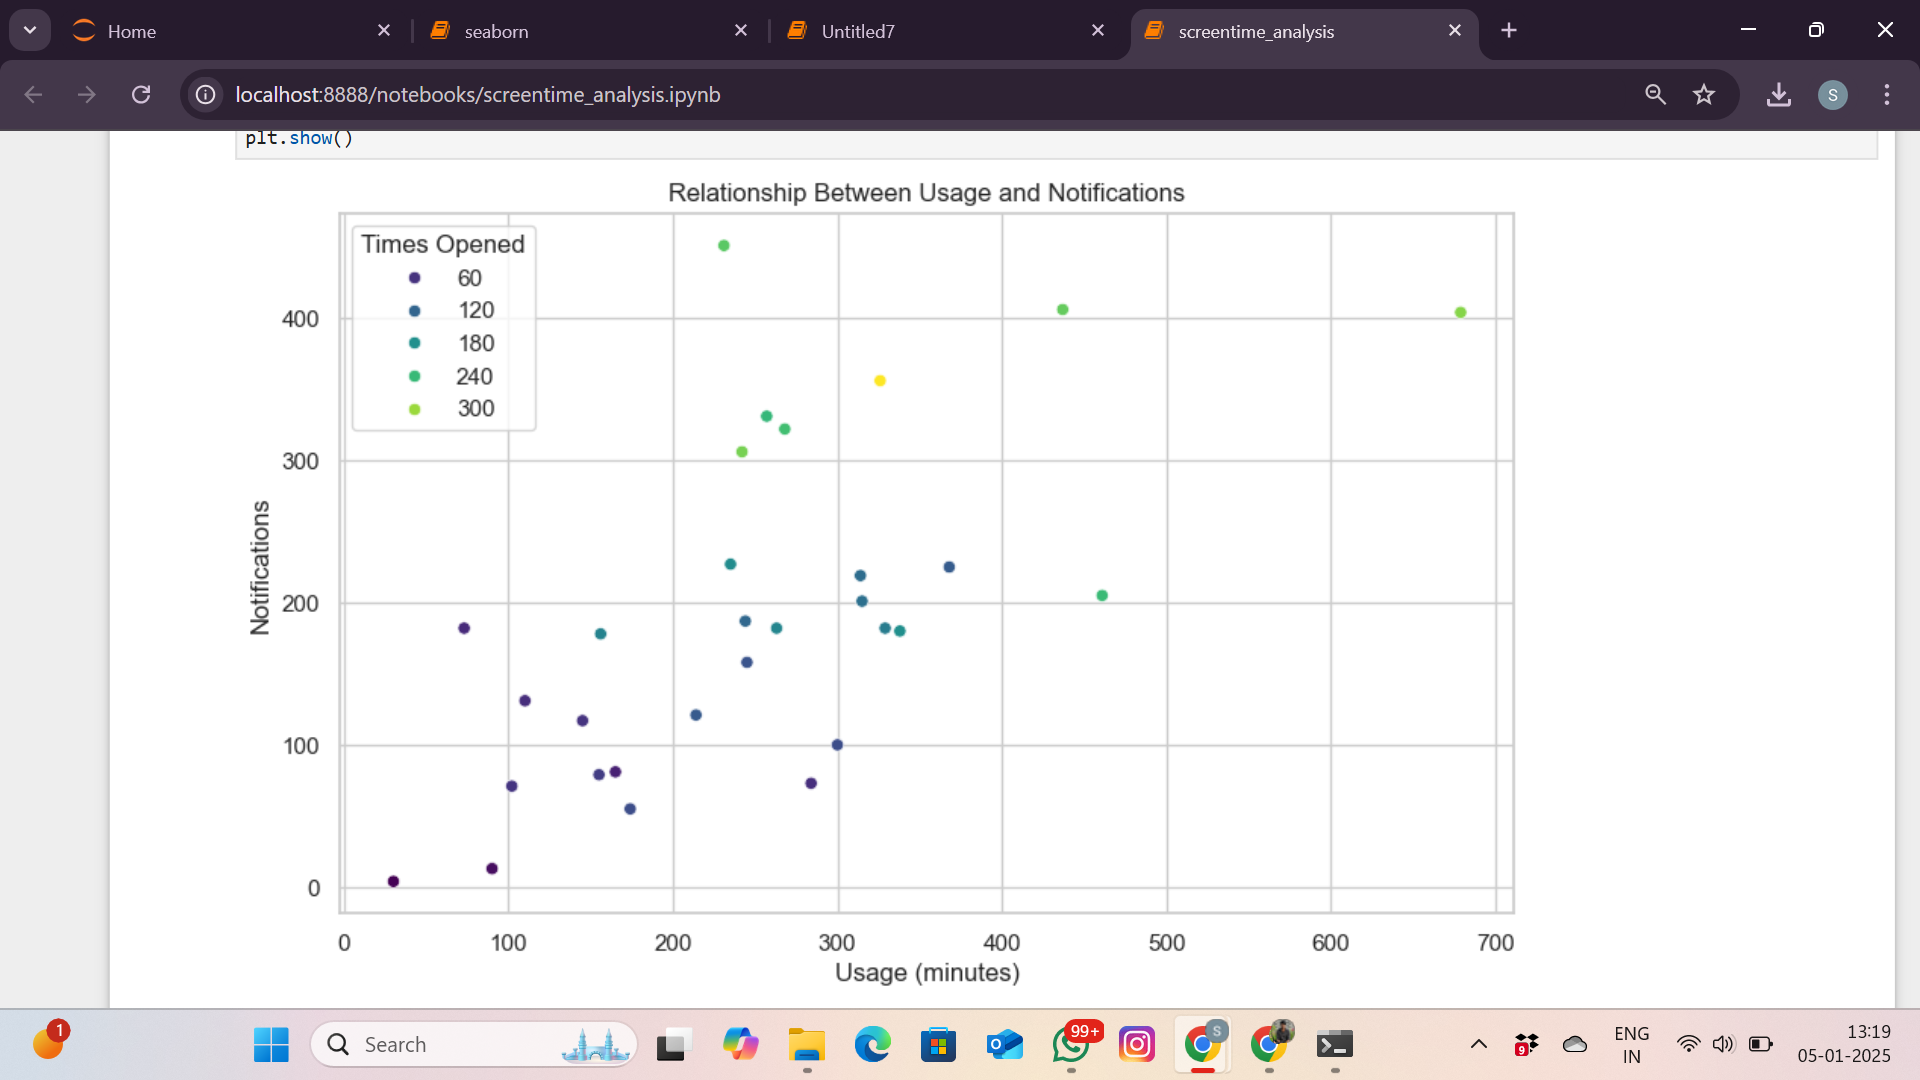 Home
seaborn
Untitled7
screentime_analysis
localhost:8888/notebooks/screentime_analysis.ipynb
S
plt.show()
Relationship Between Usage and Notifications
Times Opened
60
120
180
240
300
400
300
200
100
0
Notifications
0 100 200 300 400 500 600 700
Usage (minutes)
1
Search
99+
S
9
ENG
IN
13:19
05-01-2025